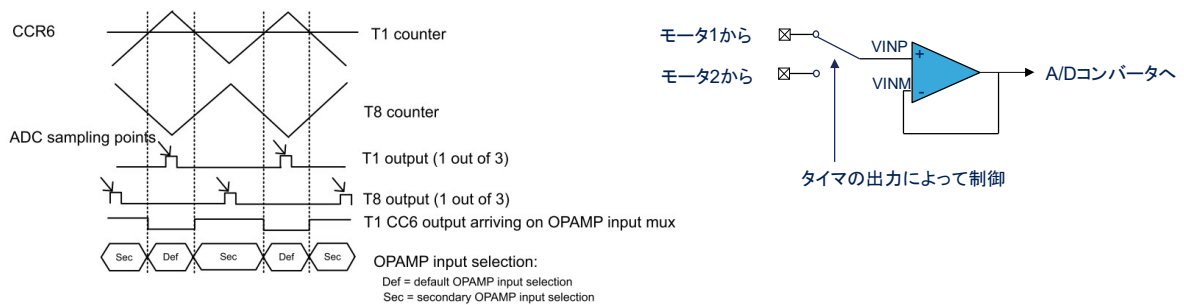 CCR6
T1 counter
T8 counter
ADC sampling points
T1 output (1 out of 3)
T8 output (1 out of 3)
T1 CC6 output arriving on OPAMP input mux
Sec Def Sec Def Sec
OPAMP input selection:
Def = default OPAMP input selection
Sec = secondary OPAMP input selection
モータ1から
モータ2から
VINP
+
VINM
-
A/Dコンバータへ
タイマの出力によって制御